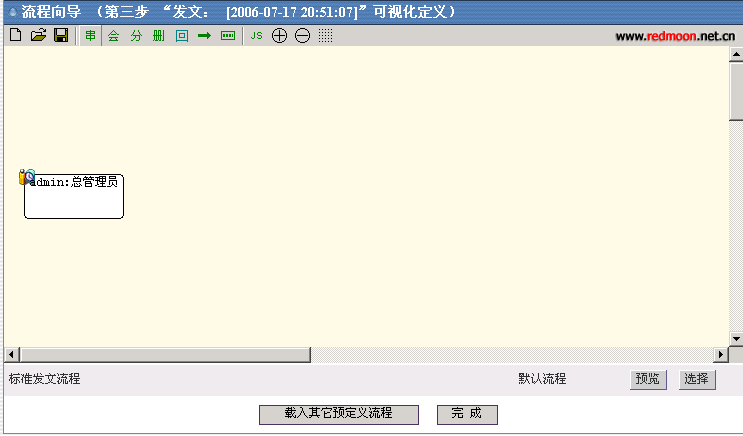 流程向导 （第三步 “发文： [2006-07-17 20:51:07]”可视化定义）
串 会 分 删 回 JS www.redmoon.net.cn
admin:总管理员
标准发文流程 默认流程 预览 选择
载入其它预定义流程 完 成